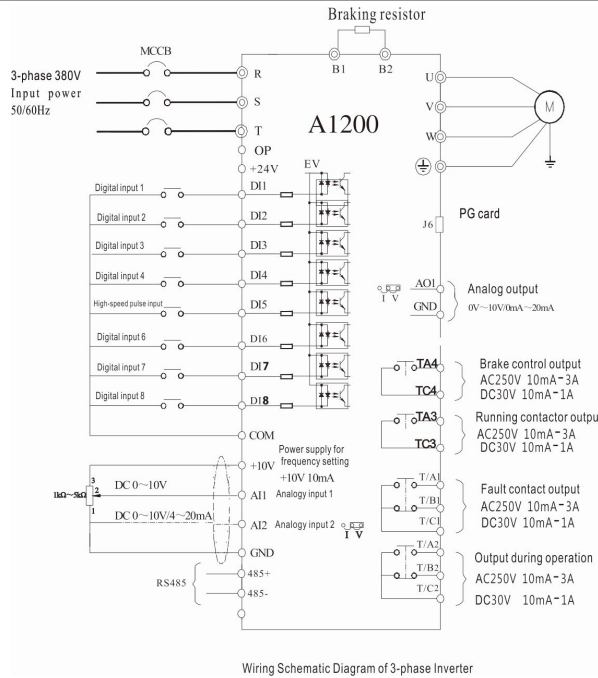 Braking resistor
B1 B2
MCCB
3-phase 380V
Input power
50/60Hz
R
S
T
OP
+24V
A1200
U
V
W
M
EV
Digital input 1
DI1
Digital input 2
DI2
Digital input 3
DI3
Digital input 4
DI4
High-speed pulse input
DI5
Digital input 6
DI6
Digital input 7
DI7
Digital input 8
DI8
COM
J6
PG card
I V
AO1
GND
Analog output
0V～10V/0mA～20mA
TA4
TC4
Brake control output
AC250V 10mA-3A
DC30V 10mA-1A
TA3
TC3
Running contactor outpu
AC250V 10mA-3A
DC30V 10mA-1A
T/A1
T/B1
T/C1
Fault contact output
AC250V 10mA-3A
DC30V 10mA-1A
T/A2
T/B2
T/C2
Output during operation
AC250V 10mA-3A
DC30V 10mA-1A
+10V
Power supply for
frequency setting
+10V 10mA
1kΩ～5kΩ
3
2
1
DC 0～10V
AI1
Analogy input 1
DC 0～10V/4～20mA
AI2
Analogy input 2
I V
GND
RS485
485+
485-
Wiring Schematic Diagram of 3-phase Inverter